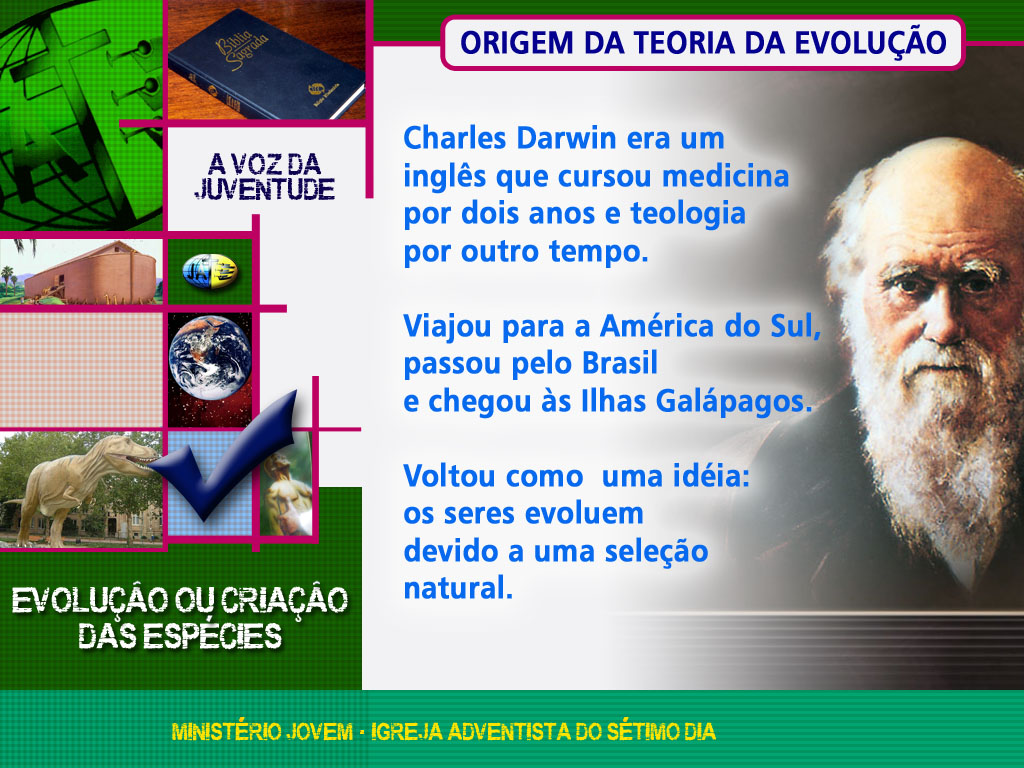 ORIGEM DA TEORIA DA EVOLUÇÃO
Bíblia
Sagrada
A VOZ DA
JUVENTUDE
Charles Darwin era um
inglês que cursou medicina
por dois anos e teologia
por outro tempo.
Viajou para a América do Sul,
passou pelo Brasil
e chegou às Ilhas Galápagos.
Voltou como  uma idéia:
os seres evoluem
devido a uma seleção
natural.
EVOLUÇÃO OU CRIAÇÃO
DAS ESPÉCIES
MINISTÉRIO JOVEM - IGREJA ADVENTISTA DO SÉTIMO DIA